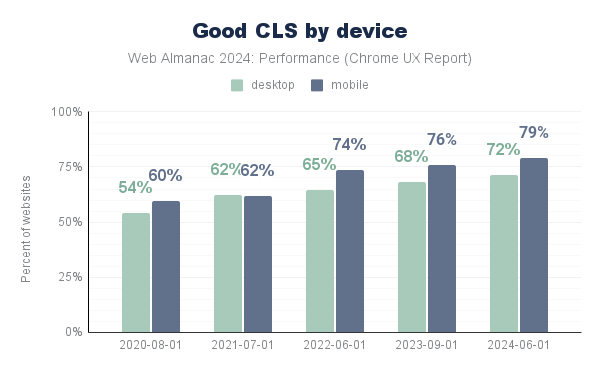 Good CLS by device
Web Almanac 2024: Performance (Chrome UX Report)
desktop mobile
Percent of websites
100%
75%
50%
25%
0%
54% 60% 62% 62% 65% 74% 68% 76% 72% 79%
2020-08-01 2021-07-01 2022-06-01 2023-09-01 2024-06-01